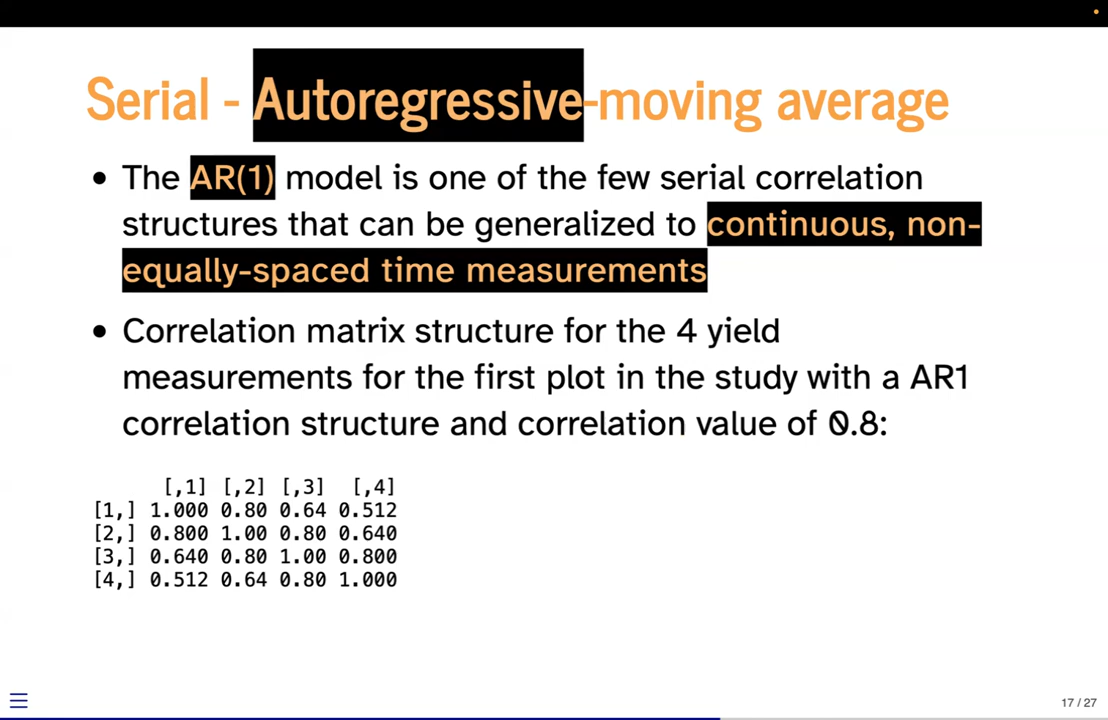 Serial - Autoregressive-moving average
• The AR(1) model is one of the few serial correlation
structures that can be generalized to continuous, non-
equally-spaced time measurements
• Correlation matrix structure for the 4 yield
measurements for the first plot in the study with a AR1
correlation structure and correlation value of 0.8:
[,1] [,2] [,3] [,4]
[1,] 1.000 0.80 0.64 0.512
[2,] 0.800 1.00 0.80 0.640
[3,] 0.640 0.80 1.00 0.800
[4,] 0.512 0.64 0.80 1.000
17 / 27